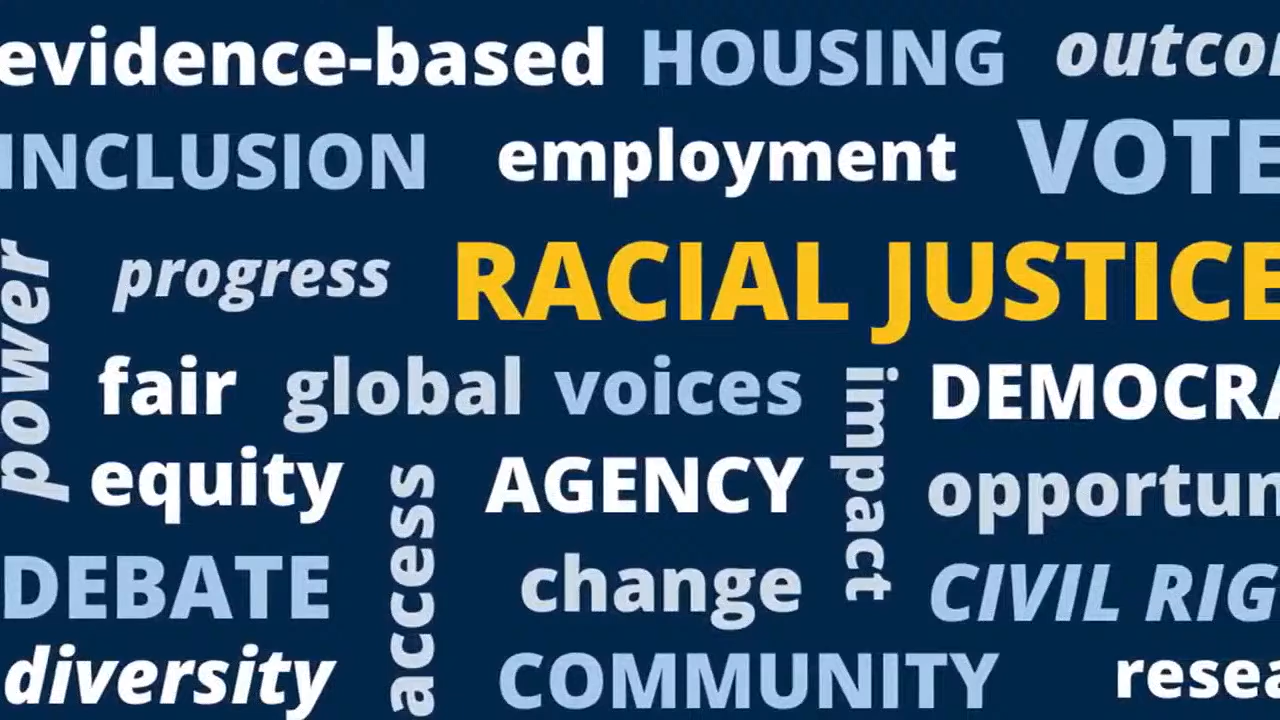 evidence-based HOUSING outcor
INCLUSION employment VOTE
power
progress RACIAL JUSTICE
fair global voices
impact
DEMOCRA
equity
access
AGENCY
opportun
DEBATE
change
CIVIL RIG
diversity
COMMUNITY
resea